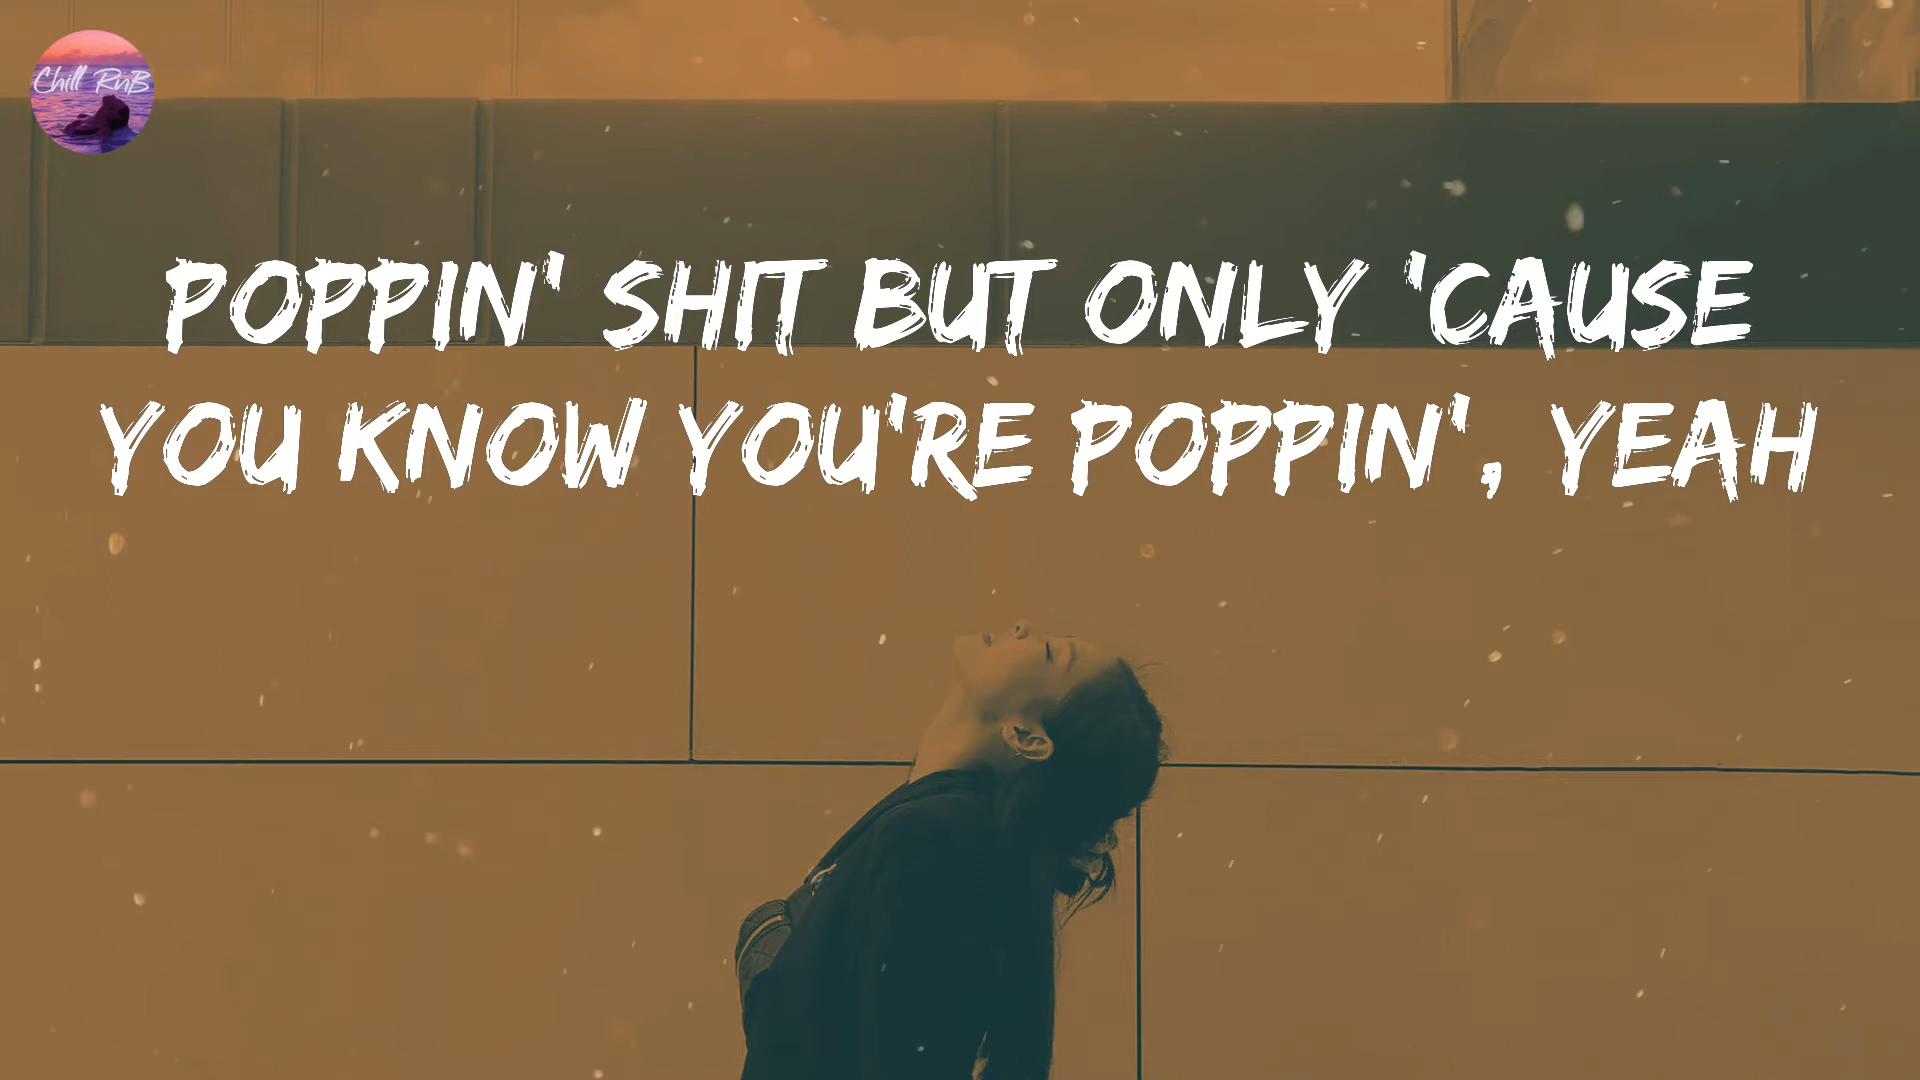 Chill RnB
POPPIN' SHIT BUT ONLY 'CAUSE
YOU KNOW YOU'RE POPPIN', YEAH